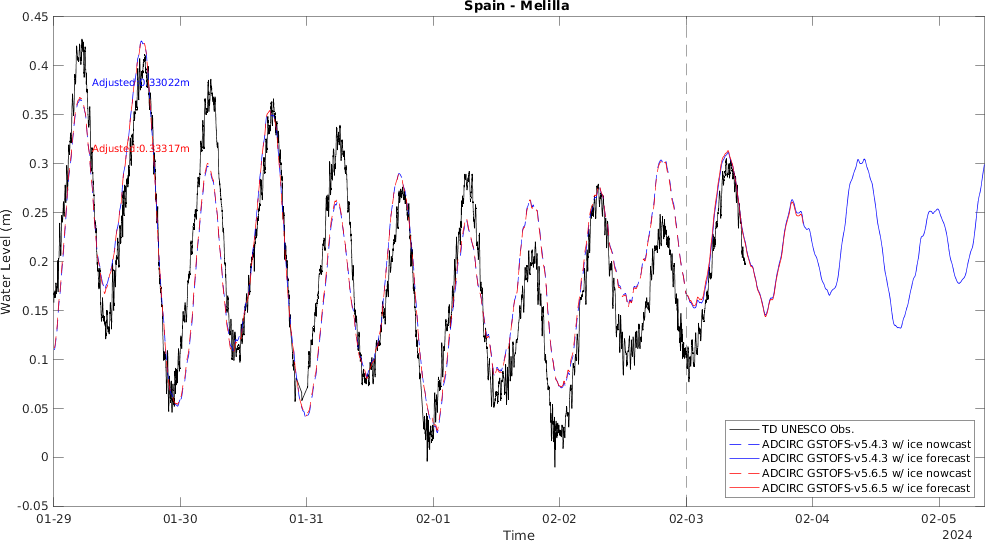 Spain - Melilla
0.45
0.4
0.35
0.3
0.25
0.2
0.15
0.1
0.05
0
-0.05
Water Level (m)
Adjusted:0.33022m
Adjusted:0.33317m
TD UNESCO Obs.
ADCIRC GSTOFS-v5.4.3 w/ ice nowcast
ADCIRC GSTOFS-v5.4.3 w/ ice forecast
ADCIRC GSTOFS-v5.6.5 w/ ice nowcast
ADCIRC GSTOFS-v5.6.5 w/ ice forecast
01-29 01-30 01-31 02-01 02-02 02-03 02-04 02-05
Time
2024